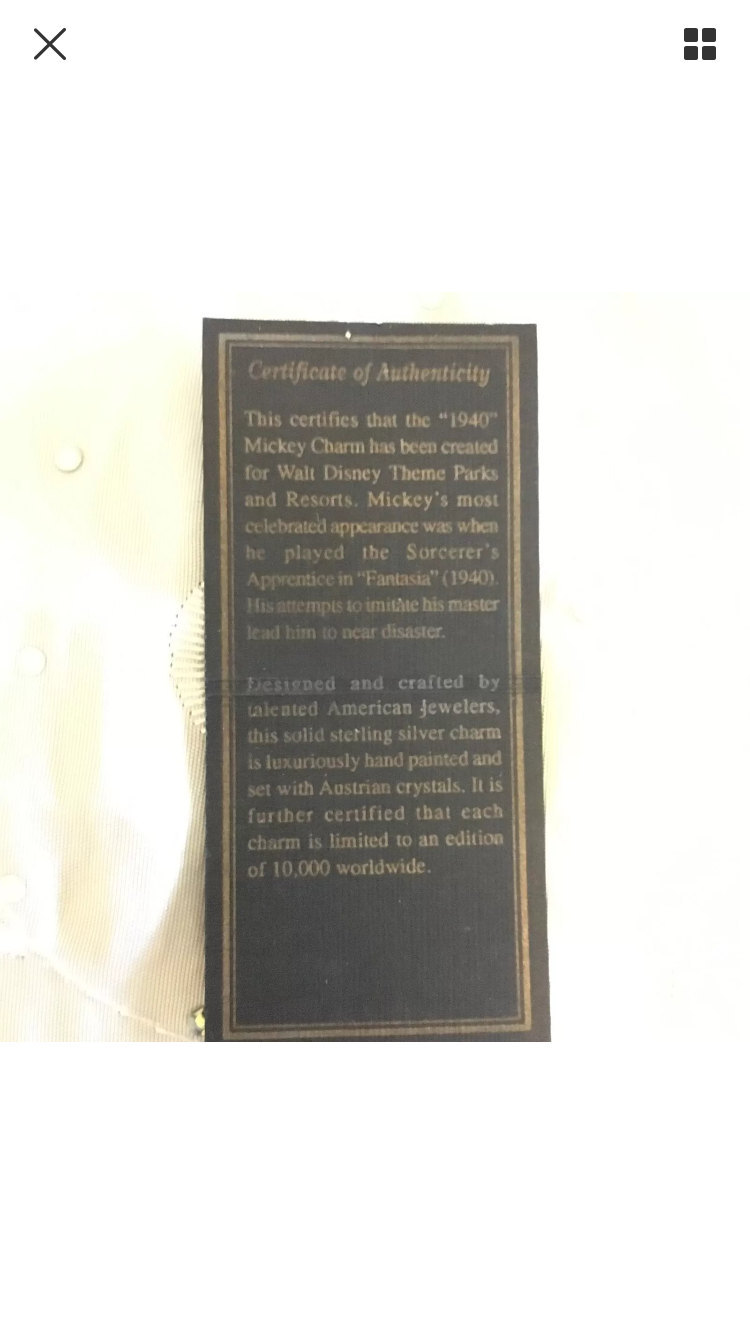 Certificate of Authenticity
This certifies that the “1940”
Mickey Charm has been created
for Walt Disney Theme Parks
and Resorts. Mickey's most
celebrated appearance was when
he played the Sorcerer's
Apprentice in “Fantasia” (1940).
His attempts to imitate his master
lead him to near disaster.
Designed and crafted by
talented American Jewelers,
this solid sterling silver charm
is luxuriously hand painted and
set with Austrian crystals. It is
further certified that each
charm is limited to an edition
of 10,000 worldwide.